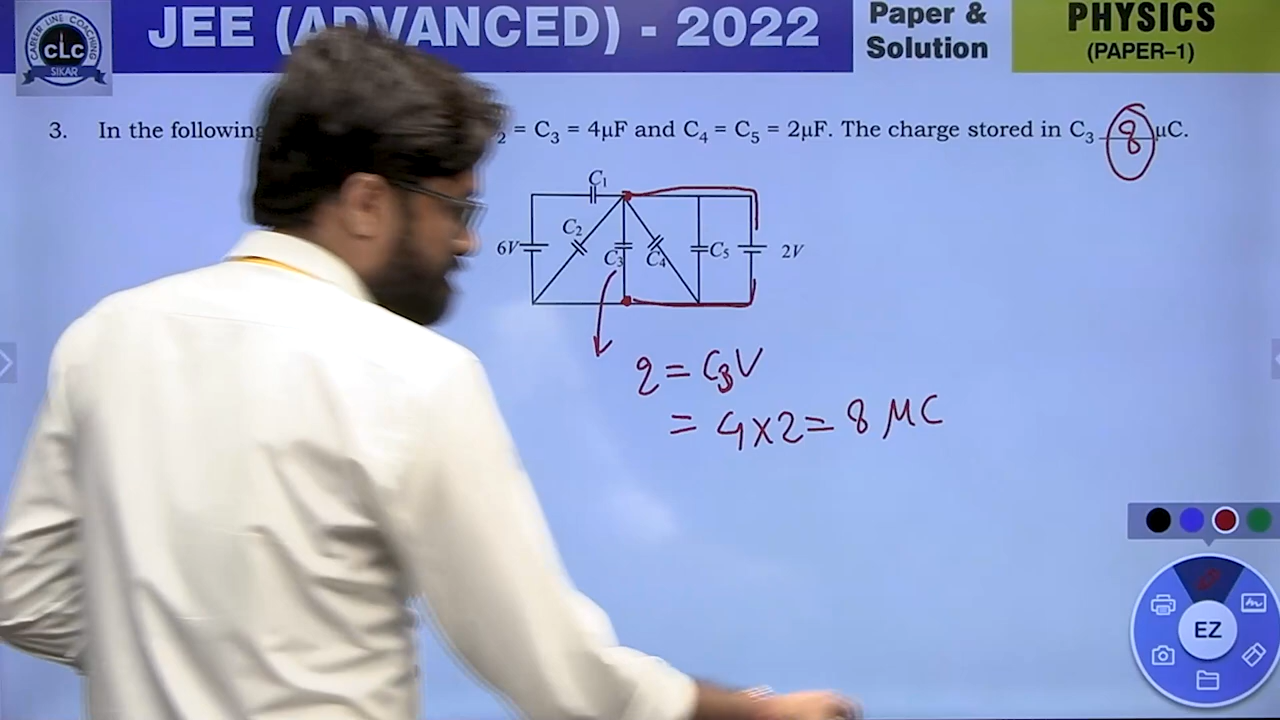 JEE (ADVANCED) - 2022
Paper &
Solution
PHYSICS
(PAPER–1)
CAREER LINE COACHING
CLC
SIKAR
3. In the following ₂ = C₃ = 4μF and C₄ = C₅ = 2μF. The charge stored in C₃ 8 μC.
C₁
C₂
6V
C₃
C₄
C₅
2V
q = C₃V
= 4×2 = 8 μC
EZ